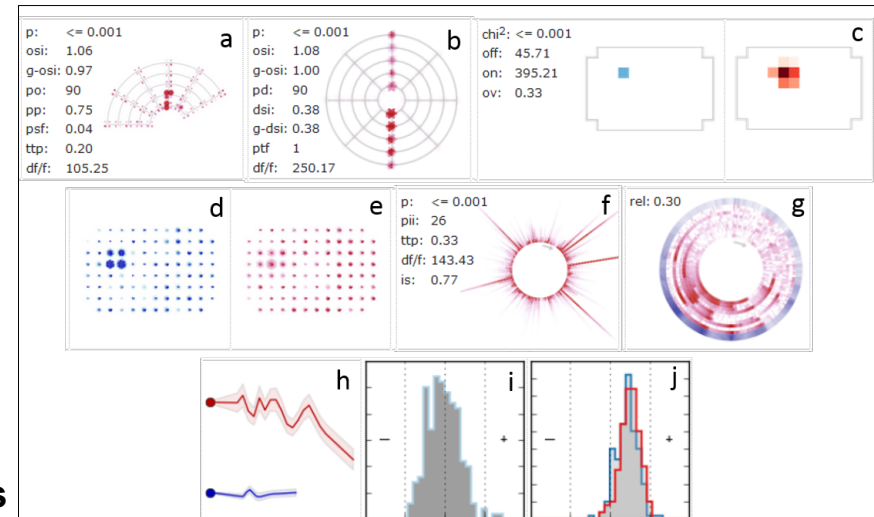 p: <= 0.001
osi: 1.06
g-osi: 0.97
po: 90
pp: 0.75
psf: 0.04
ttp: 0.20
df/f: 105.25
a
p: <= 0.001
osi: 1.08
g-osi: 1.00
pd: 90
dsi: 0.38
g-dsi: 0.38
ptf 1
df/f: 250.17
b
chi²: <= 0.001
off: 45.71
on: 395.21
ov: 0.33
c
d
e
p: <= 0.001
pii: 26
ttp: 0.33
df/f: 143.43
is: 0.77
f
rel: 0.30
g
h
i
− +
j
− +
s